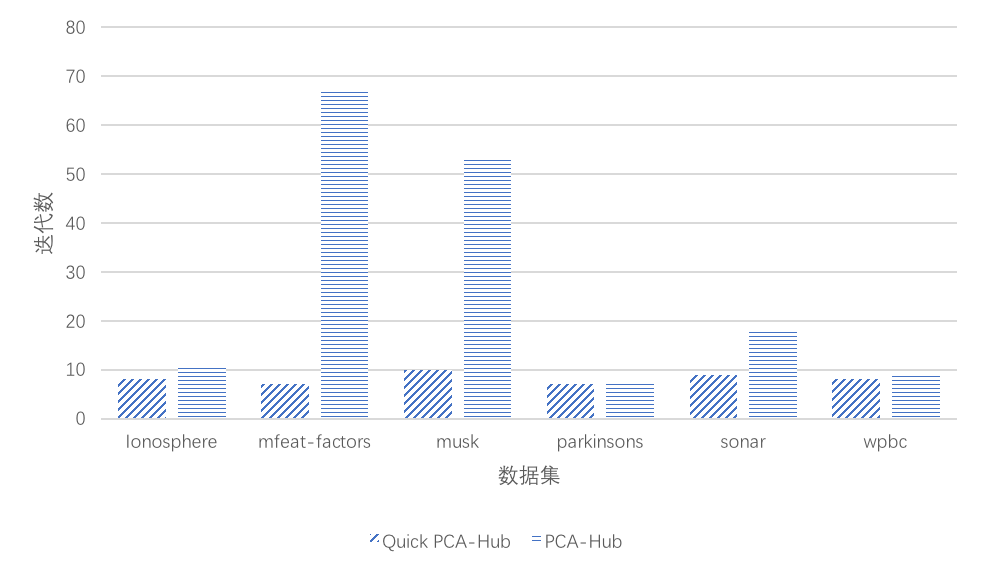 80
70
60
50
40
30
20
10
0
迭代数
Ionosphere mfeat-factors musk parkinsons sonar wpbc
数据集
Quick PCA-Hub PCA-Hub